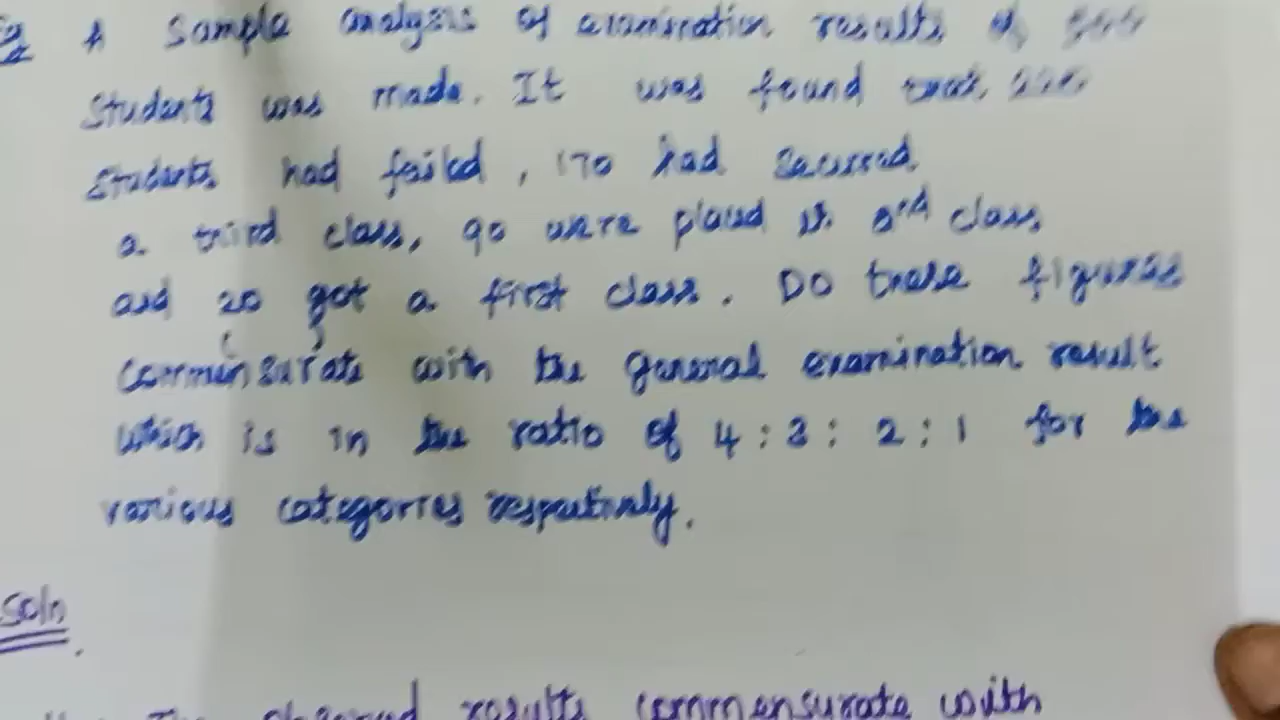 A Sample analysis of examination results of 500
Students was made. It was found that 220
Students had failed, 170 had secured
a third class, 90 were placed in 2nd class
and 20 got a first class. Do these figures
commensurate with the general examination result
which is in the ratio of 4:3:2:1 for the
various categories respectively.
Soln
The observed results commensurate with